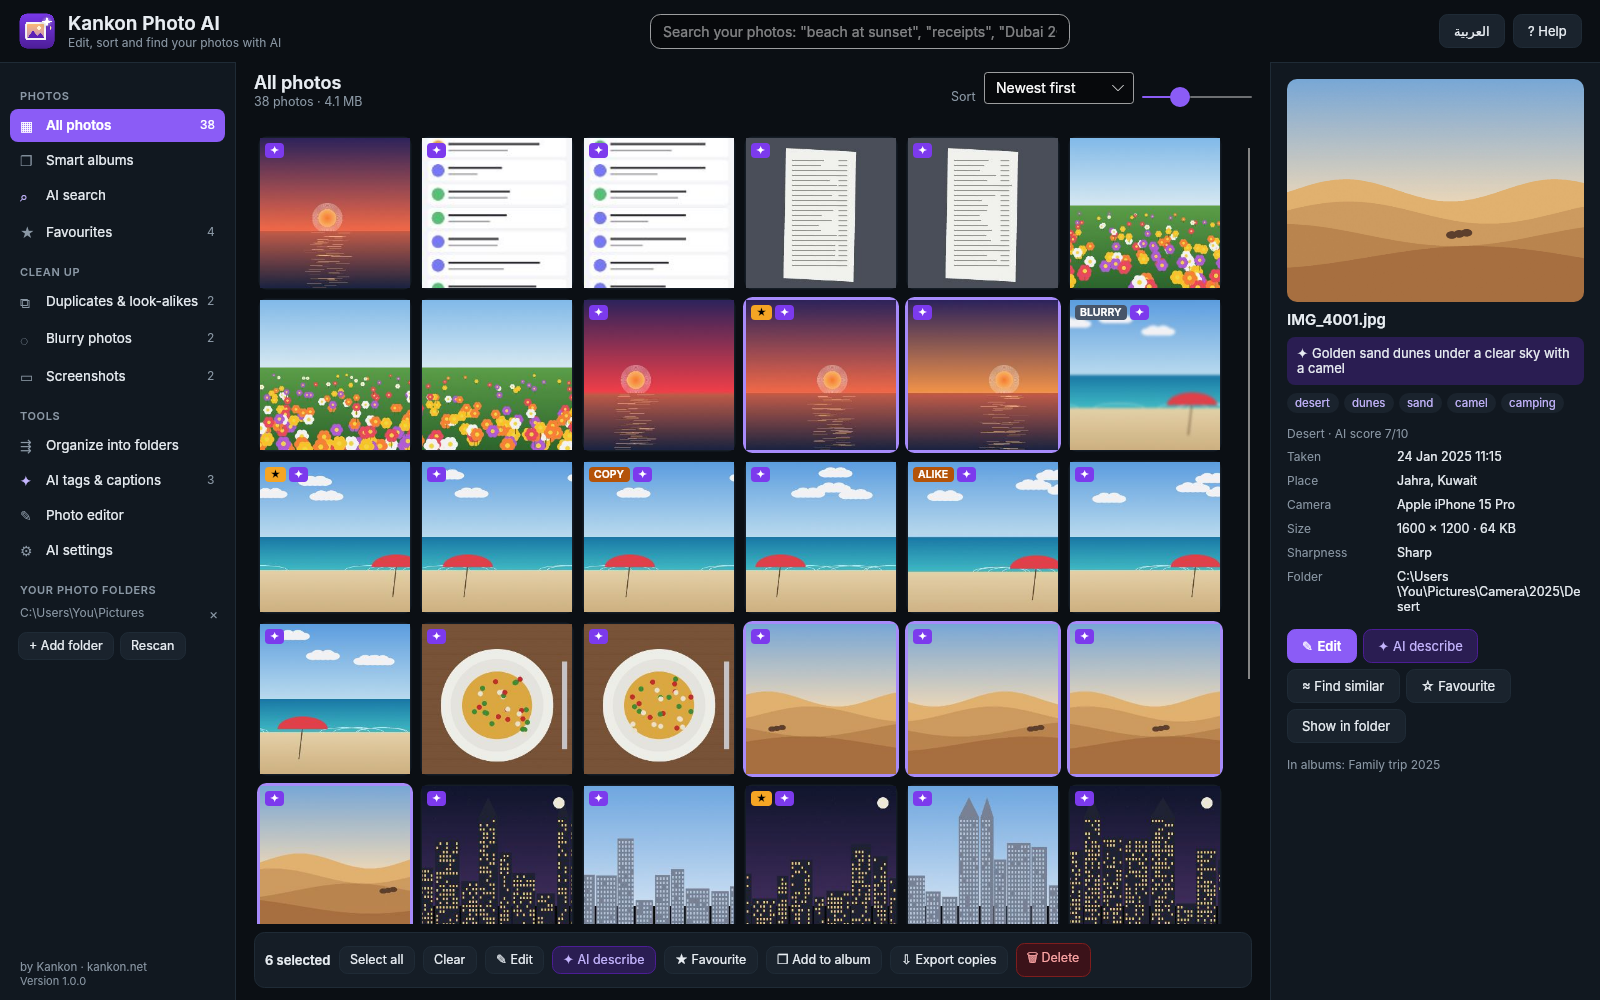 Kankon Photo AI
Edit, sort and find your photos with AI
Search your photos: "beach at sunset", "receipts", "Dubai 2
العربية
? Help
PHOTOS
All photos 38
Smart albums
AI search
Favourites 4
CLEAN UP
Duplicates & look-alikes 2
Blurry photos 2
Screenshots 2
TOOLS
Organize into folders
AI tags & captions 3
Photo editor
AI settings
YOUR PHOTO FOLDERS
C:\Users\You\Pictures ×
+ Add folder Rescan
by Kankon · kankon.net
Version 1.0.0
All photos
38 photos · 4.1 MB
Sort Newest first
BLURRY
COPY
ALIKE
6 selected Select all Clear ✎ Edit ✦ AI describe ★ Favourite ❐ Add to album ⇩ Export copies 🗑 Delete
IMG_4001.jpg
✦ Golden sand dunes under a clear sky with
a camel
desert dunes sand camel camping
Desert · AI score 7/10
Taken 24 Jan 2025 11:15
Place Jahra, Kuwait
Camera Apple iPhone 15 Pro
Size 1600 × 1200 · 64 KB
Sharpness Sharp
Folder C:\Users
\You\Pictures\Camera\2025\De
sert
✎ Edit ✦ AI describe
≈ Find similar ☆ Favourite
Show in folder
In albums: Family trip 2025